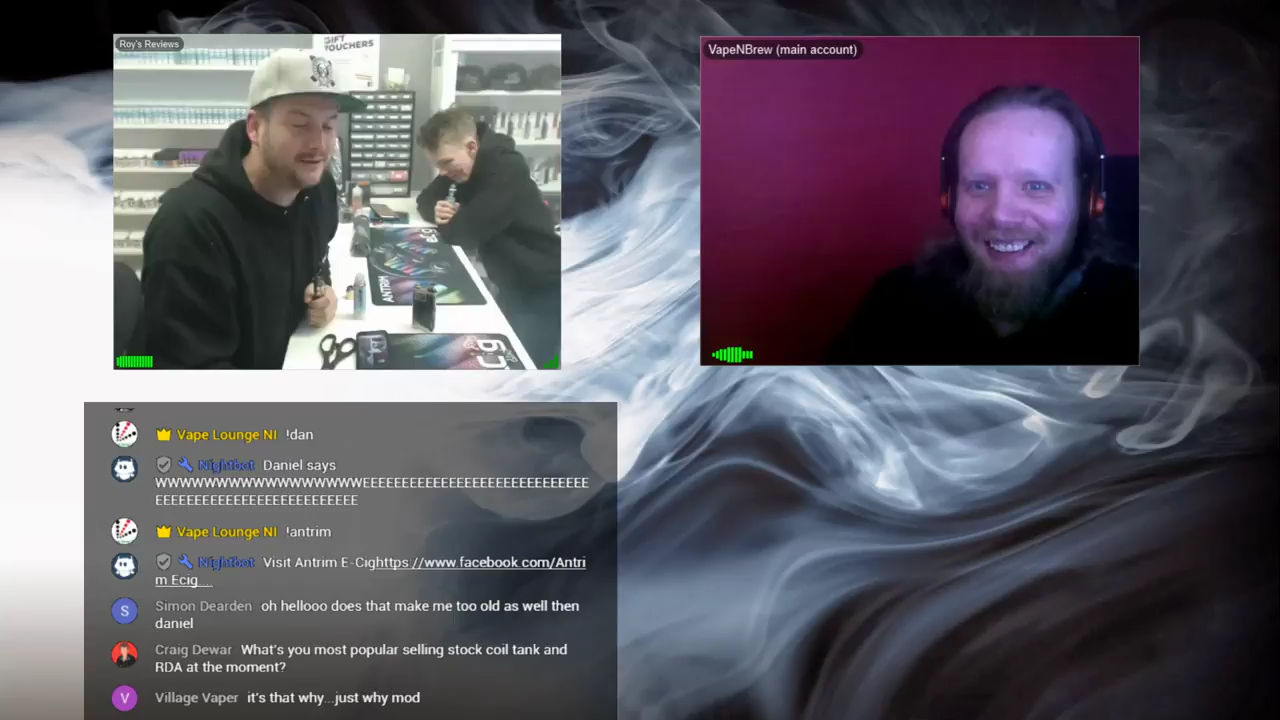 Roy's Reviews
GIFT
VOUCHERS
ANTRIM
VapeNBrew (main account)
Vape Lounge NI !dan
Nightbot Daniel says
WWWWWWWWWWWWWWWWWEEEEEEEEEEEEEEEEEEEEEEEEEEEEE
EEEEEEEEEEEEEEEEEEEEEEEEEE
Vape Lounge NI !antrim
Nightbot Visit Antrim E-Cighttps://www.facebook.com/Antri
m Ecig...
S
Simon Dearden oh hellooo does that make me too old as well then
daniel
Craig Dewar What's you most popular selling stock coil tank and
RDA at the moment?
V
Village Vaper it's that why...just why mod